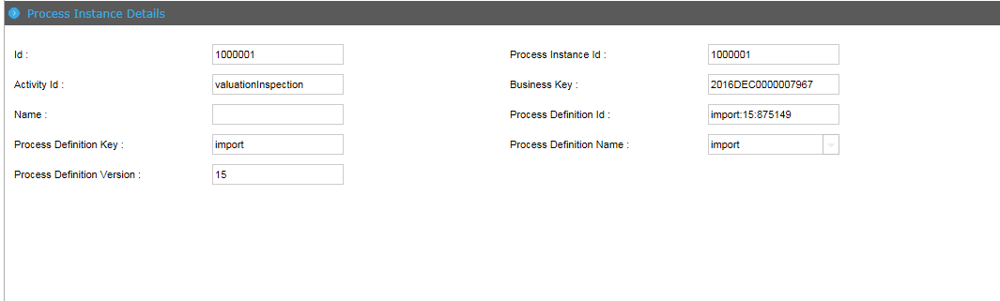 Process Instance Details
Id : 1000001 Process Instance Id : 1000001
Activity Id : valuationInspection Business Key : 2016DEC0000007967
Name : Process Definition Id : import:15:875149
Process Definition Key : import Process Definition Name : import
Process Definition Version : 15